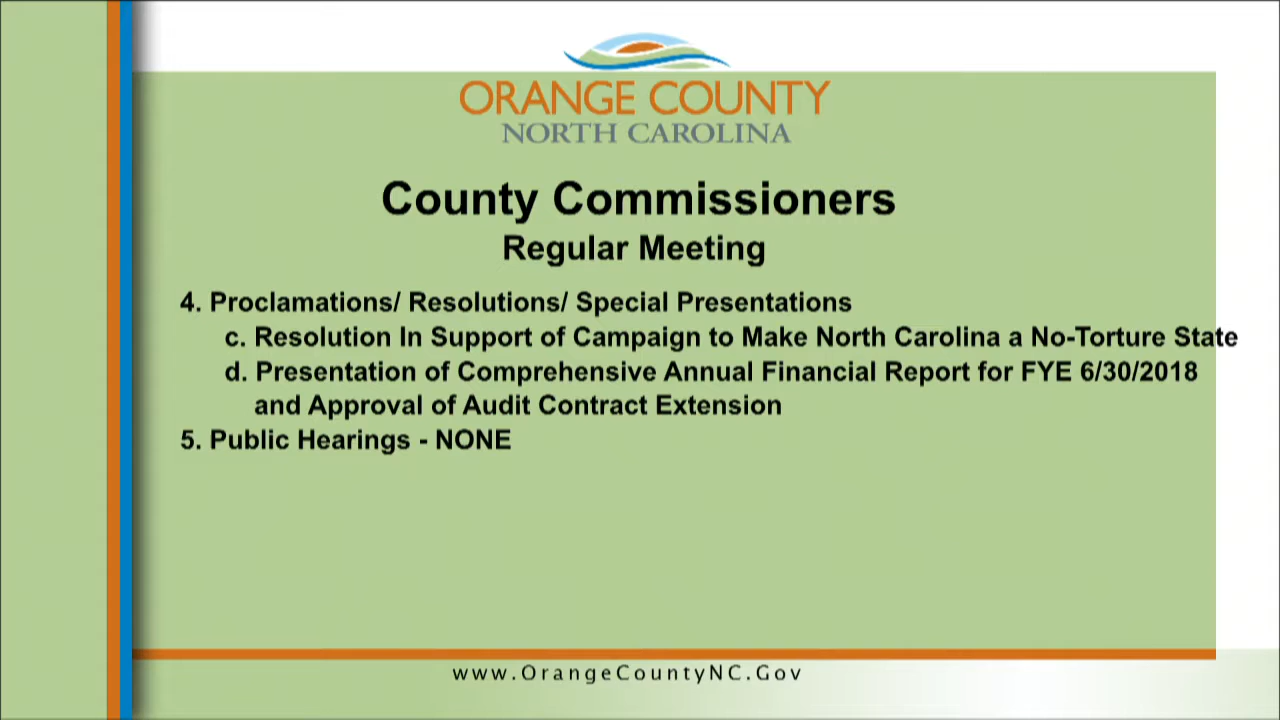 ORANGE COUNTY
NORTH CAROLINA
County Commissioners
Regular Meeting
4. Proclamations/ Resolutions/ Special Presentations
c. Resolution In Support of Campaign to Make North Carolina a No-Torture State
d. Presentation of Comprehensive Annual Financial Report for FYE 6/30/2018
and Approval of Audit Contract Extension
5. Public Hearings - NONE
www.OrangeCountyNC.Gov